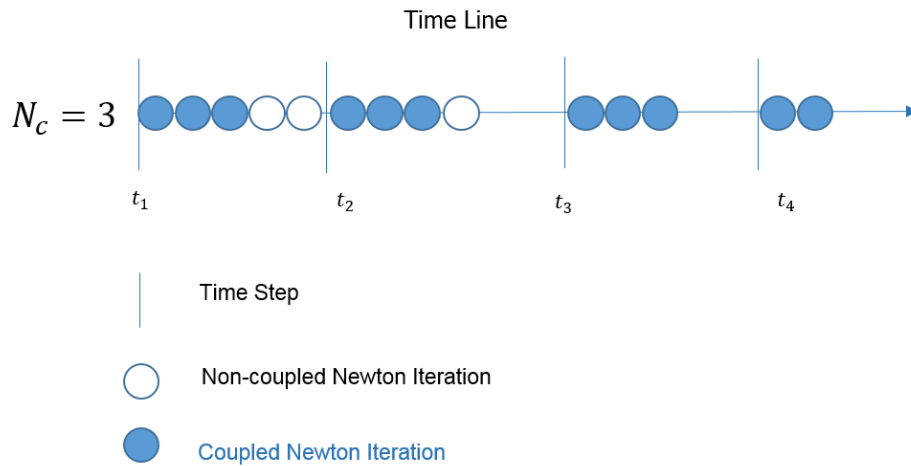 Time Line
N_c = 3
t_1 t_2 t_3 t_4
Time Step
Non-coupled Newton Iteration
Coupled Newton Iteration